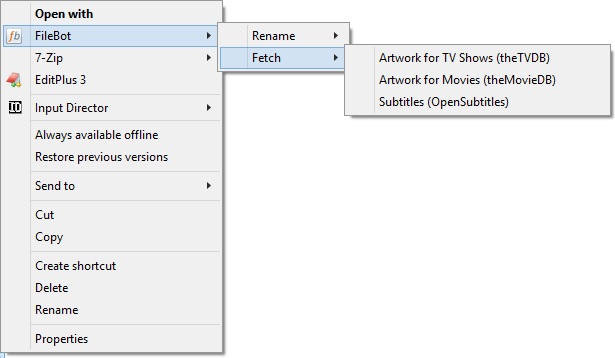 Open with
fb FileBot
7-Zip
EditPlus 3
Input Director
Always available offline
Restore previous versions
Send to
Cut
Copy
Create shortcut
Delete
Rename
Properties
Rename
Fetch
Artwork for TV Shows (theTVDB)
Artwork for Movies (theMovieDB)
Subtitles (OpenSubtitles)